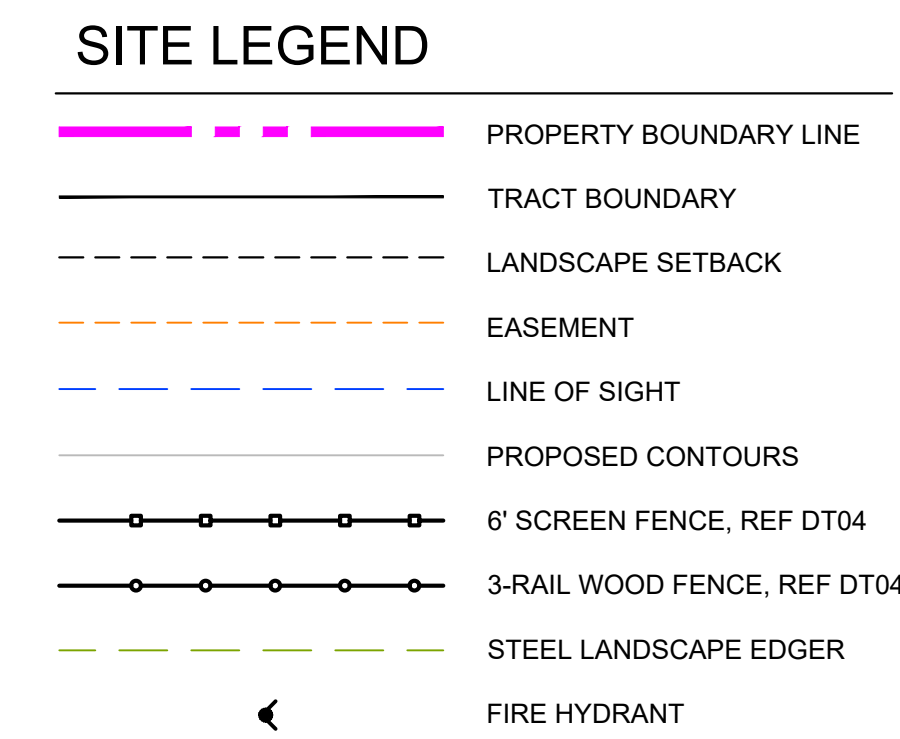 SITE LEGEND
PROPERTY BOUNDARY LINE
TRACT BOUNDARY
LANDSCAPE SETBACK
EASEMENT
LINE OF SIGHT
PROPOSED CONTOURS
6' SCREEN FENCE, REF DT04
3-RAIL WOOD FENCE, REF DT04
STEEL LANDSCAPE EDGER
FIRE HYDRANT